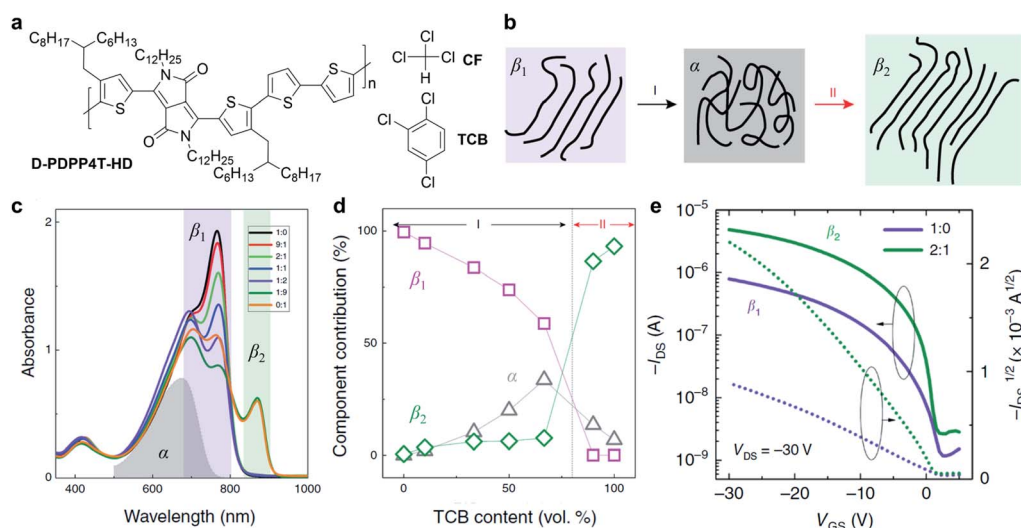 a
C8H17 C6H13
C12H25
N
O
S
S
S
S
n
O
N
C12H25
C6H13 C8H17
D-PDPP4T-HD
Cl
Cl Cl
H
CF
Cl
Cl
Cl
TCB
b
β1
I
α
II
β2
c
2
1
0
Absorbance
β1
β2
α
1:0
9:1
2:1
1:1
1:2
1:9
0:1
400 600 800 1000
Wavelength (nm)
d
I II
100
50
0
Component contribution (%)
β1
α
β2
0 50 100
TCB content (vol. %)
e
10−5
10−6
10−7
10−8
10−9
−IDS (A)
β2
β1
1:0
2:1
2
1
0
−IDS1/2 (× 10−3 A1/2)
VDS = −30 V
−30 −20 −10 0
VGS (V)